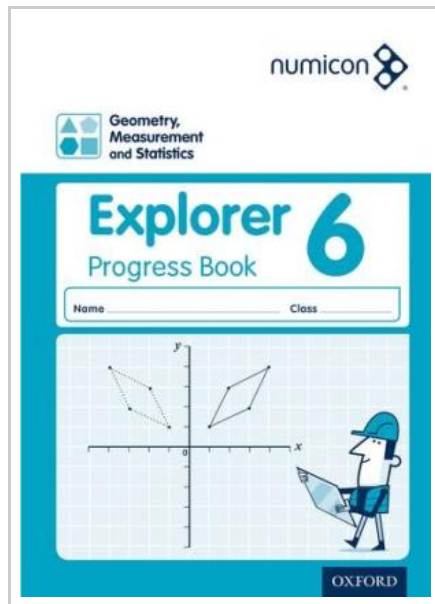 numicon
Geometry,
Measurement
and Statistics
Explorer 6
Progress Book
Name Class
y
x
0
OXFORD